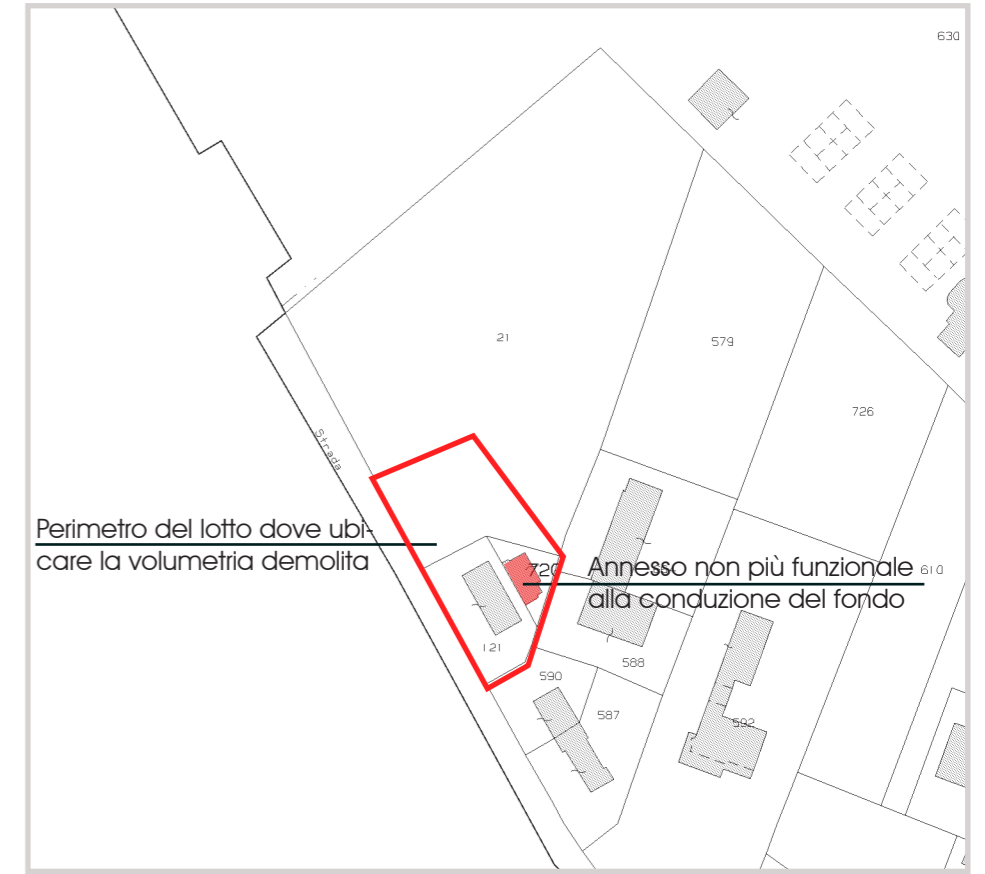 630
21
579
726
Strada
Perimetro del lotto dove ubi-
care la volumetria demolita
720
Annesso non più funzionale
alla conduzione del fondo
610
121
588
590
587
592